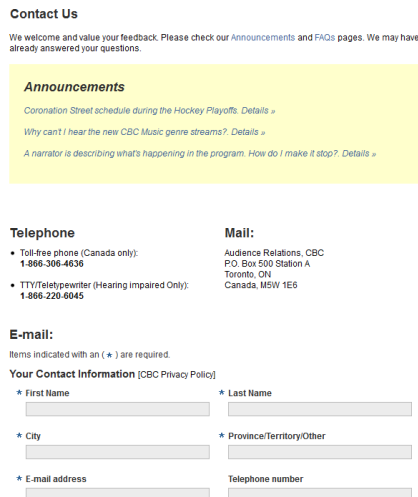 Contact Us
We welcome and value your feedback. Please check our Announcements and FAQs pages. We may have
already answered your questions.
Announcements
Coronation Street schedule during the Hockey Playoffs. Details »
Why can't I hear the new CBC Music genre streams?. Details »
A narrator is describing what's happening in the program. How do I make it stop?. Details »
Telephone
• Toll-free phone (Canada only):
1-866-306-4636
• TTY/Teletypewriter (Hearing impaired Only):
1-866-220-6045
Mail:
Audience Relations, CBC
P.O. Box 500 Station A
Toronto, ON
Canada, M5W 1E6
E-mail:
Items indicated with an ( * ) are required.
Your Contact Information [CBC Privacy Policy]
* First Name
* Last Name
* City
* Province/Territory/Other
* E-mail address
Telephone number